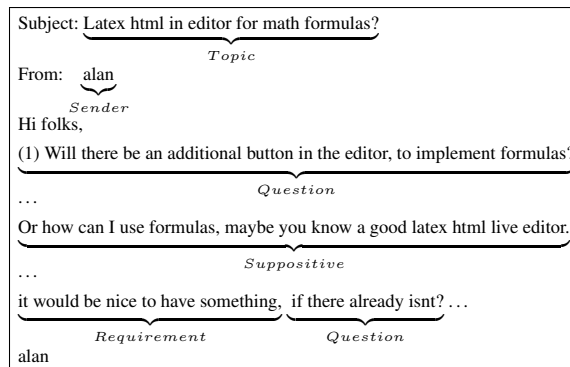 Subject: Latex html in editor for math formulas?
Topic
From: alan
Sender
Hi folks,
(1) Will there be an additional button in the editor, to implement formulas?
Question
...
Or how can I use formulas, maybe you know a good latex html live editor.
Suppositive
...
it would be nice to have something, if there already isnt? ...
Requirement Question
alan